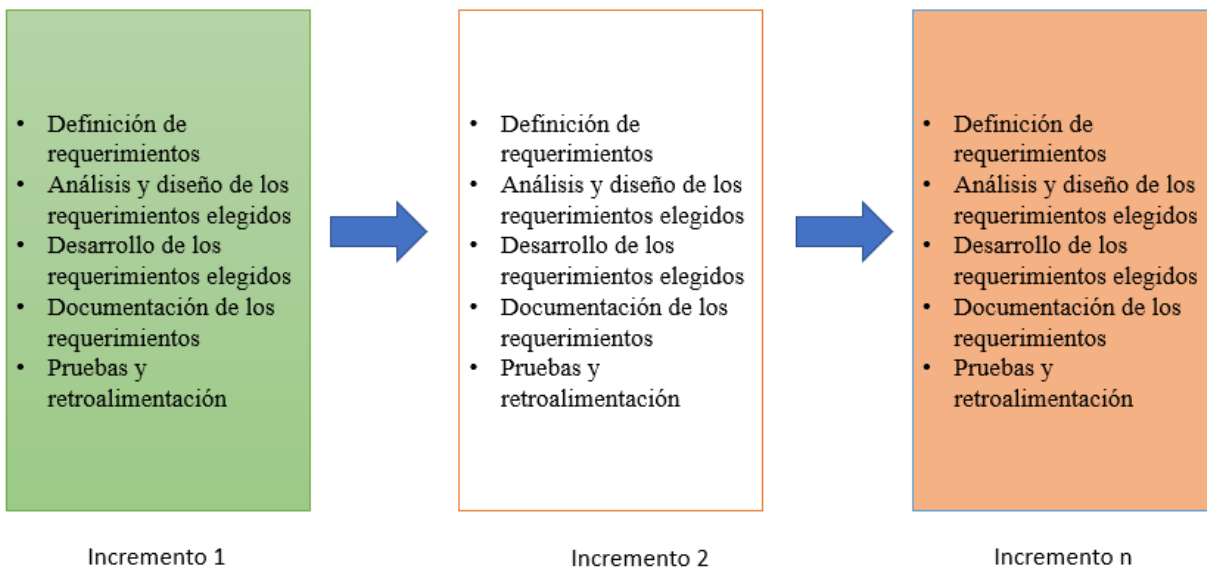 • Definición de
requerimientos
• Análisis y diseño de los
requerimientos elegidos
• Desarrollo de los
requerimientos elegidos
• Documentación de los
requerimientos
• Pruebas y
retroalimentación
Incremento 1
• Definición de
requerimientos
• Análisis y diseño de los
requerimientos elegidos
• Desarrollo de los
requerimientos elegidos
• Documentación de los
requerimientos
• Pruebas y
retroalimentación
Incremento 2
• Definición de
requerimientos
• Análisis y diseño de los
requerimientos elegidos
• Desarrollo de los
requerimientos elegidos
• Documentación de los
requerimientos
• Pruebas y
retroalimentación
Incremento n